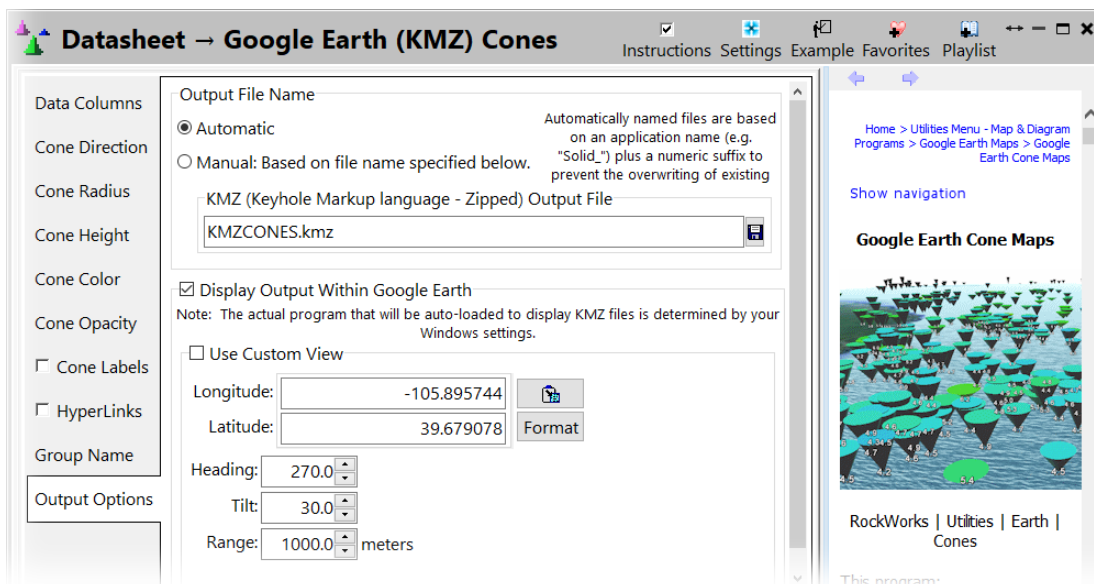 Datasheet → Google Earth (KMZ) Cones
Instructions Settings Example Favorites Playlist
Data Columns
Cone Direction
Cone Radius
Cone Height
Cone Color
Cone Opacity
Cone Labels
HyperLinks
Group Name
Output Options
Output File Name
Automatic
Manual: Based on file name specified below.
Automatically named files are based
on an application name (e.g.
"Solid_") plus a numeric suffix to
prevent the overwriting of existing
KMZ (Keyhole Markup language - Zipped) Output File
KMZCONES.kmz
Display Output Within Google Earth
Note: The actual program that will be auto-loaded to display KMZ files is determined by your
Windows settings.
Use Custom View
Longitude: -105.895744
Latitude: 39.679078 Format
Heading: 270.0
Tilt: 30.0
Range: 1000.0 meters
Home > Utilities Menu - Map & Diagram
Programs > Google Earth Maps > Google
Earth Cone Maps
Show navigation
Google Earth Cone Maps
5.4
RockWorks | Utilities | Earth |
Cones
This program: